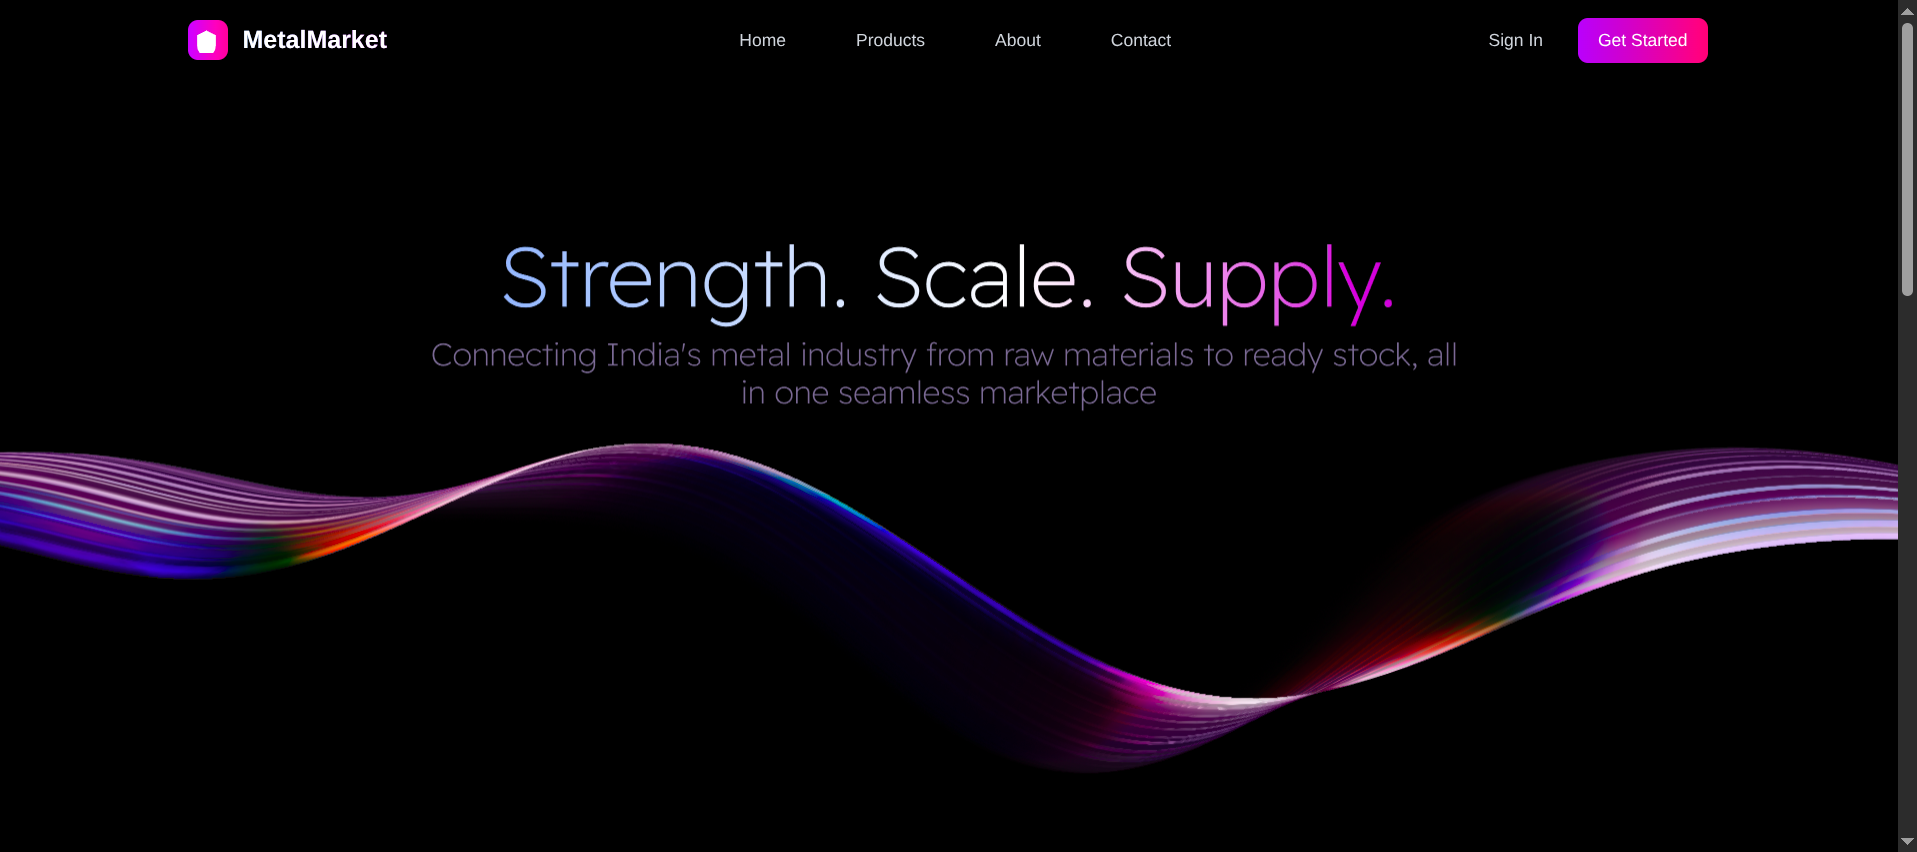 MetalMarket
Home
Products
About
Contact
Sign In
Get Started
Strength. Scale. Supply.
Connecting India's metal industry from raw materials to ready stock, all
in one seamless marketplace